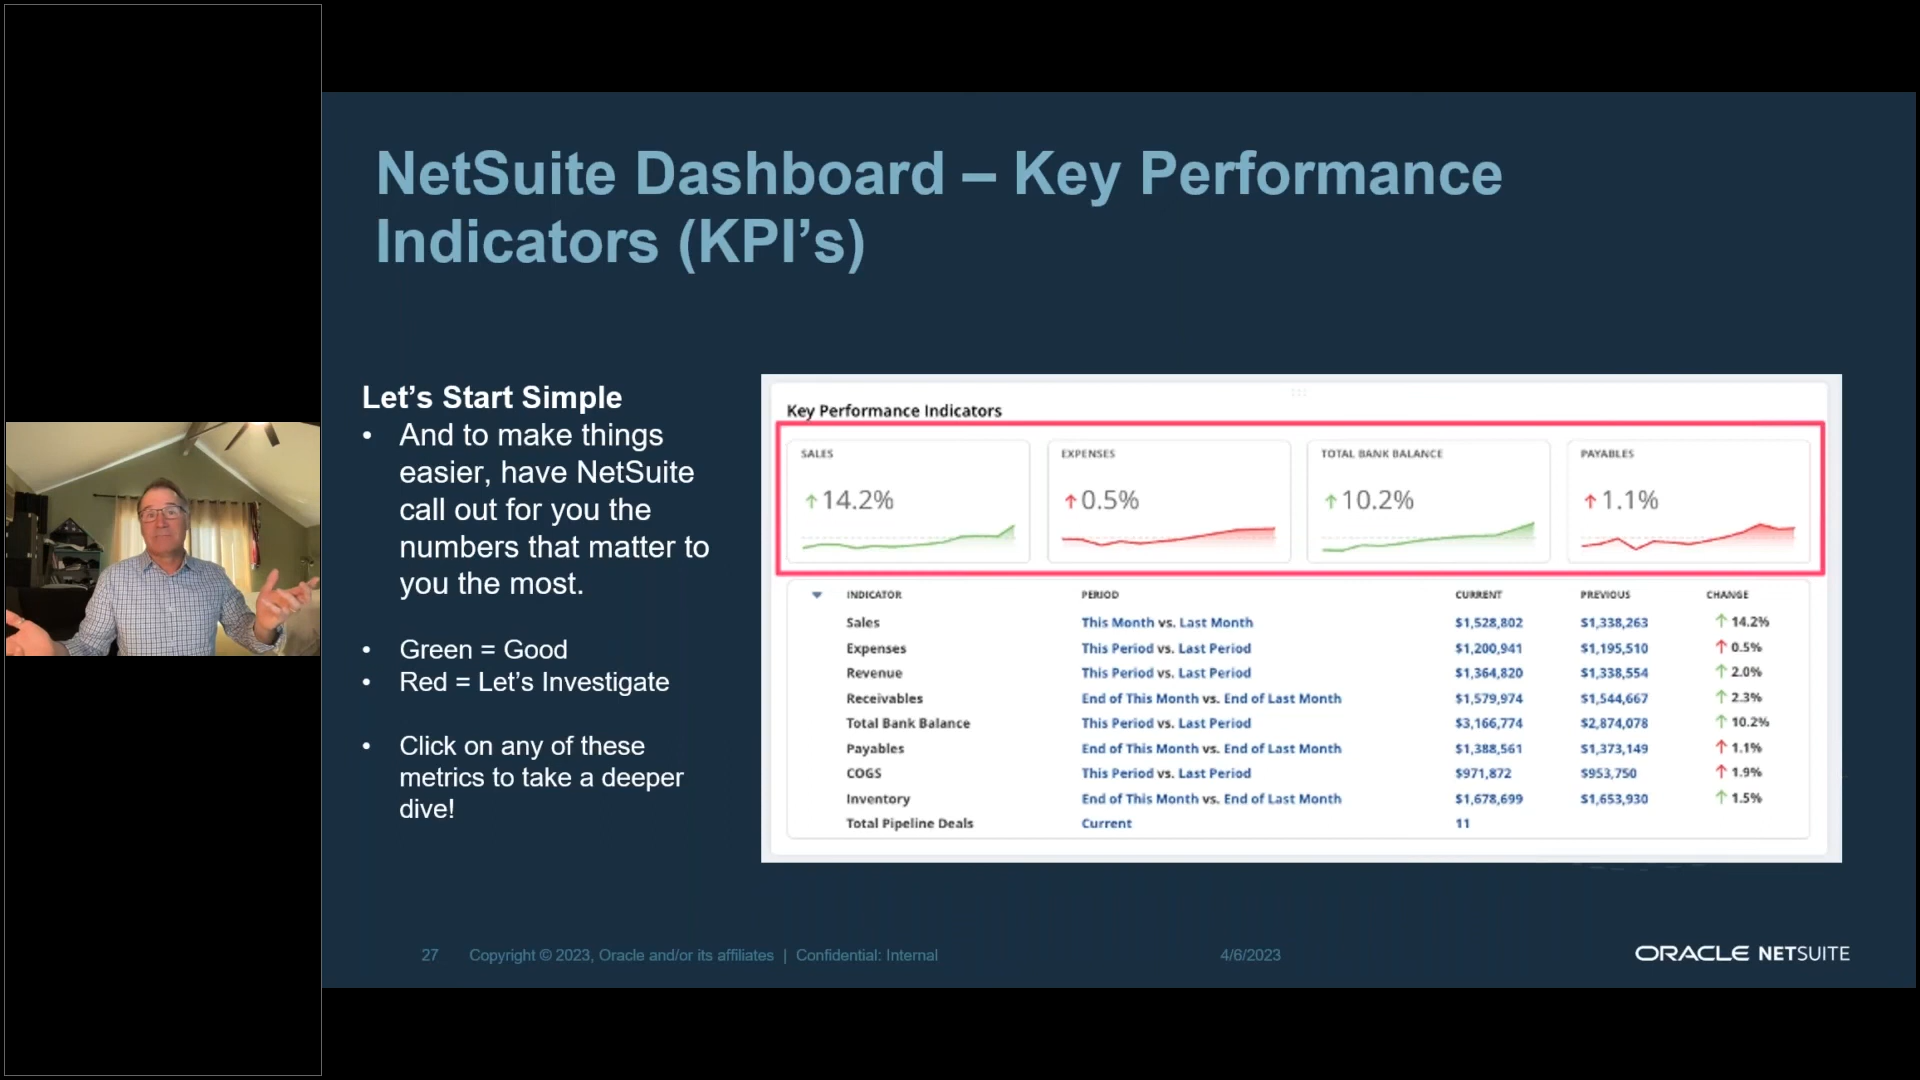 NetSuite Dashboard – Key Performance
Indicators (KPI’s)
Let’s Start Simple
• And to make things
easier, have NetSuite
call out for you the
numbers that matter to
you the most.
• Green = Good
• Red = Let’s Investigate
• Click on any of these
metrics to take a deeper
dive!
Key Performance Indicators
SALES EXPENSES TOTAL BANK BALANCE PAYABLES
↑14.2% ↑0.5% ↑10.2% ↑1.1%
INDICATOR PERIOD CURRENT PREVIOUS CHANGE
Sales This Month vs. Last Month $1,528,802 $1,338,263 ↑ 14.2%
Expenses This Period vs. Last Period $1,200,941 $1,195,510 ↑ 0.5%
Revenue This Period vs. Last Period $1,364,820 $1,338,554 ↑ 2.0%
Receivables End of This Month vs. End of Last Month $1,579,974 $1,544,667 ↑ 2.3%
Total Bank Balance This Period vs. Last Period $3,166,774 $2,874,078 ↑ 10.2%
Payables End of This Month vs. End of Last Month $1,388,561 $1,373,149 ↑ 1.1%
COGS This Period vs. Last Period $971,872 $953,750 ↑ 1.9%
Inventory End of This Month vs. End of Last Month $1,678,699 $1,653,930 ↑ 1.5%
Total Pipeline Deals Current 11
27 Copyright © 2023, Oracle and/or its affiliates | Confidential: Internal 4/6/2023 ORACLE NETSUITE